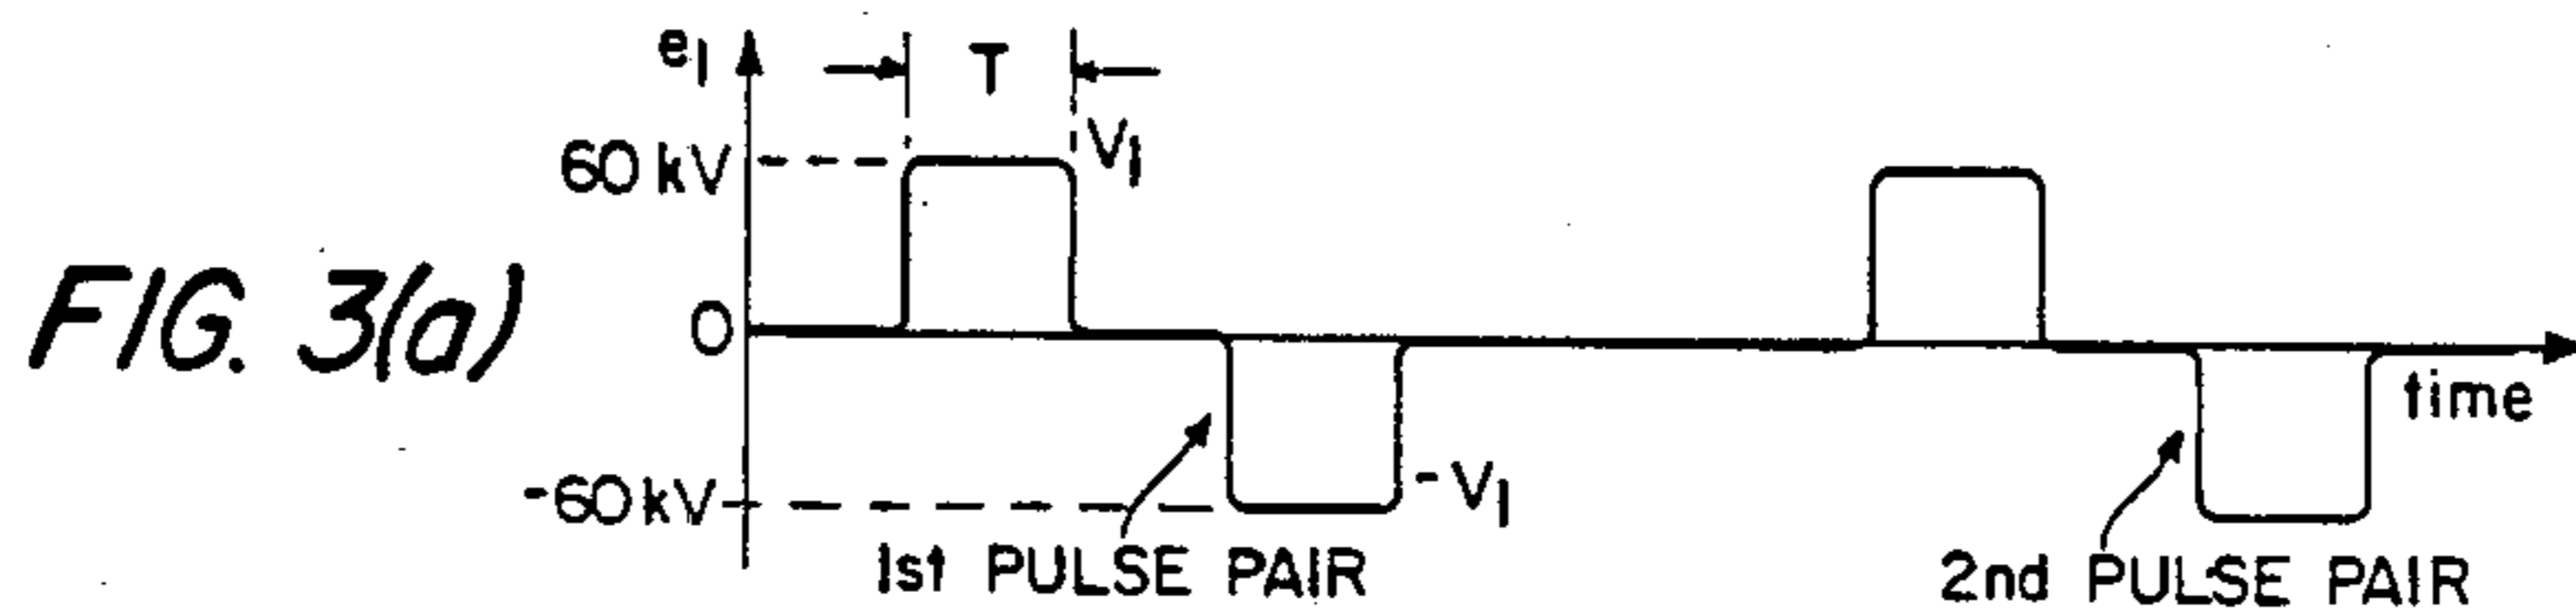 e1
T
V1
60 kV
FIG. 3(a)
0
time
-60 kV
-V1
1st PULSE PAIR
2nd PULSE PAIR